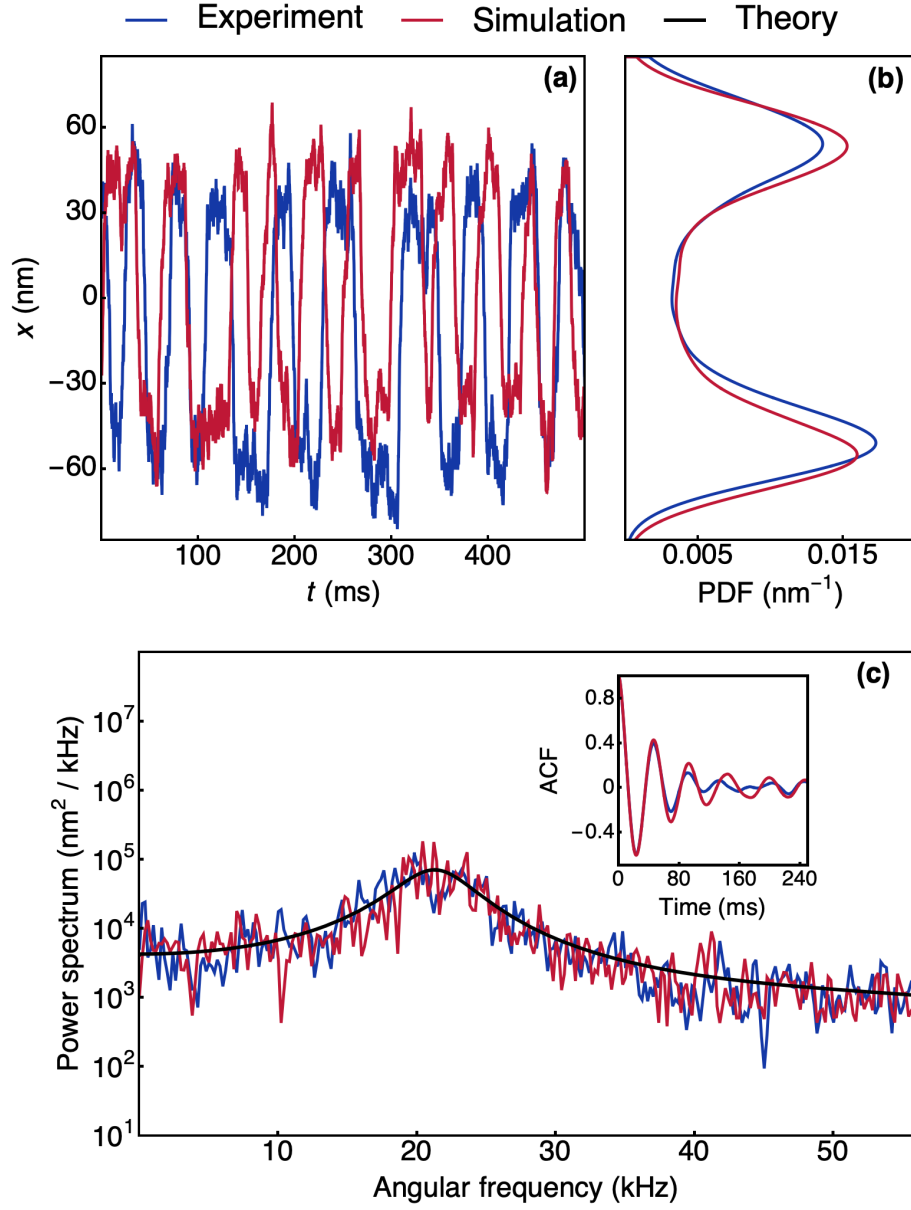 Experiment Simulation Theory
(a)
(b)
x (nm)
60
30
0
−30
−60
100 200 300 400
t (ms)
0.005 0.015
PDF (nm⁻¹)
(c)
Power spectrum (nm² / kHz)
10⁷
10⁶
10⁵
10⁴
10³
10²
10¹
10 20 30 40 50
Angular frequency (kHz)
ACF
0.8
0.4
0
−0.4
0 80 160 240
Time (ms)